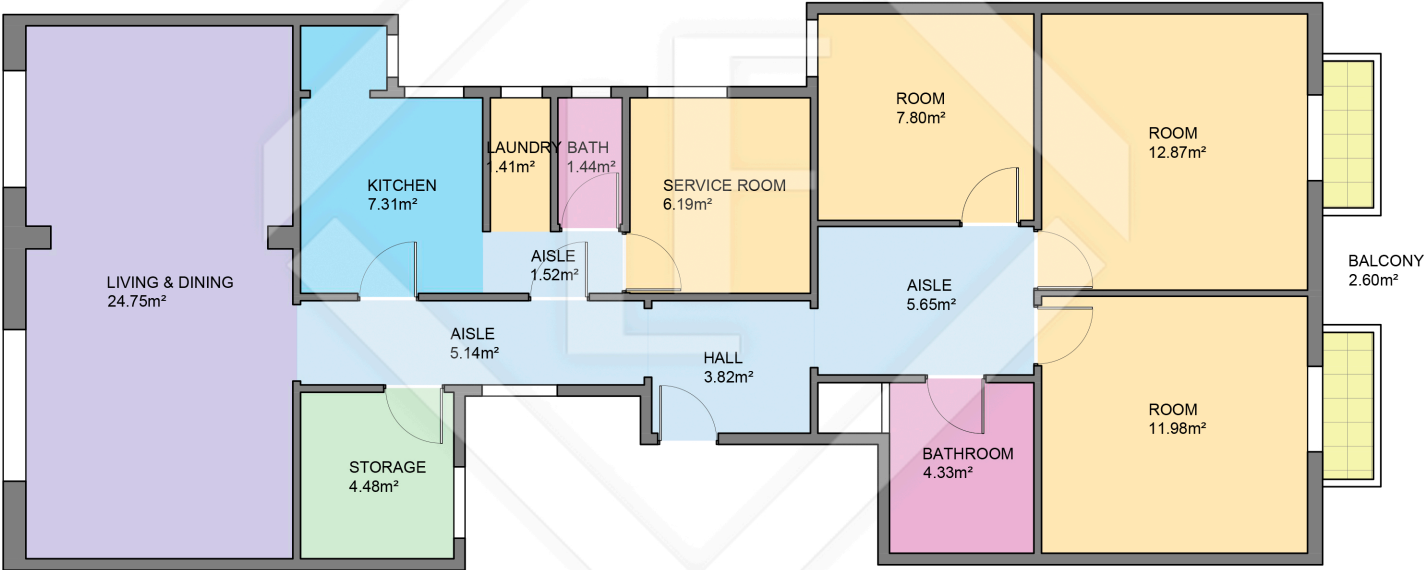 ROOM
7.80m²
ROOM
12.87m²
LAUNDRY
1.41m²
BATH
1.44m²
KITCHEN
7.31m²
SERVICE ROOM
6.19m²
AISLE
1.52m²
LIVING & DINING
24.75m²
AISLE
5.65m²
BALCONY
2.60m²
AISLE
5.14m²
HALL
3.82m²
ROOM
11.98m²
STORAGE
4.48m²
BATHROOM
4.33m²